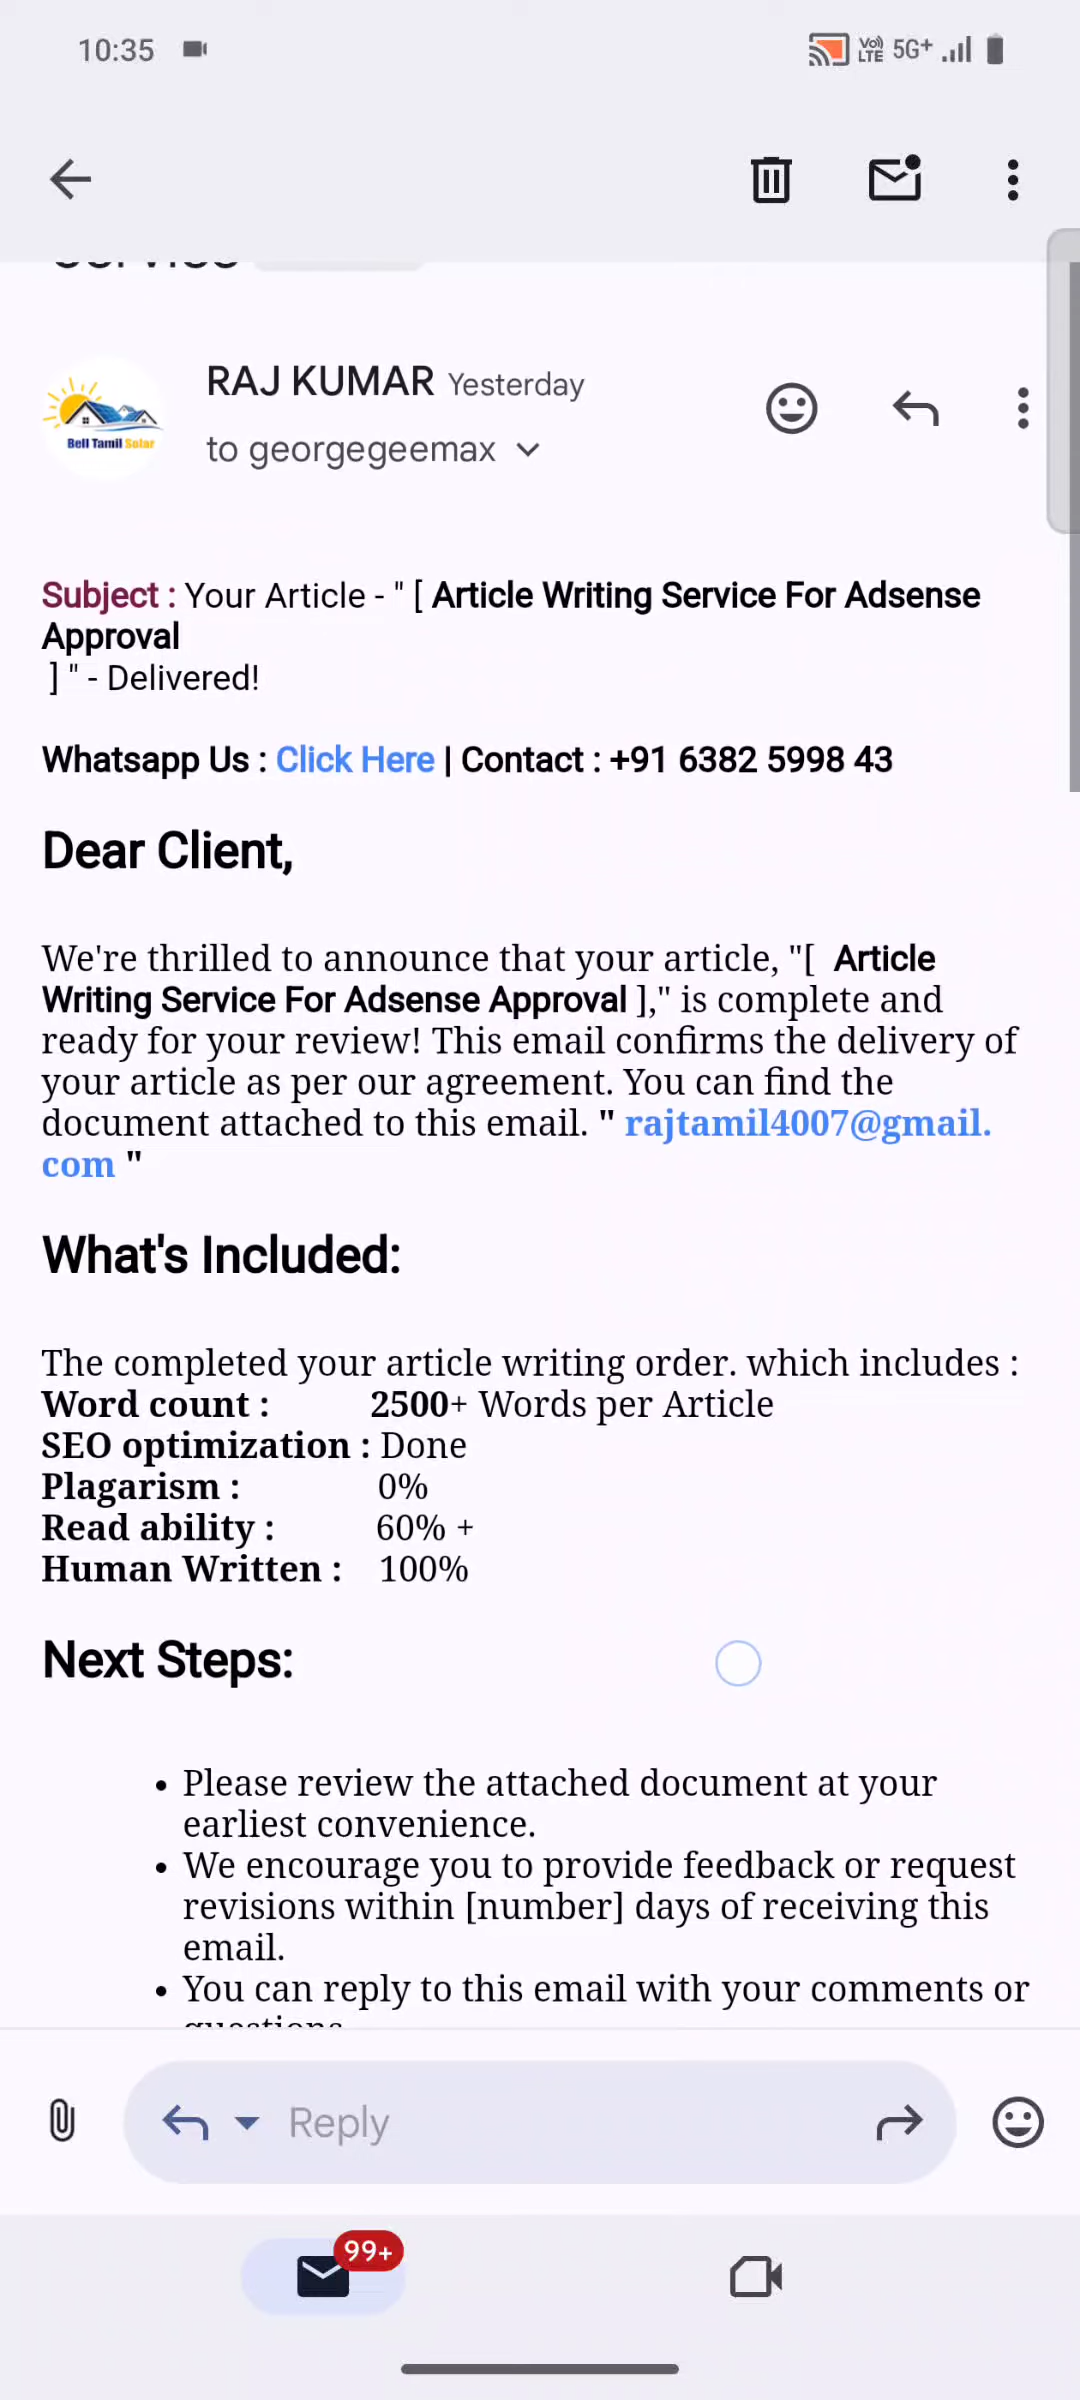 10:35
Vo)) LTE 5G+
RAJ KUMAR Yesterday
to georgegeemax
Bell Tamil Solar
Subject : Your Article - " [ Article Writing Service For Adsense
Approval
] " - Delivered!
Whatsapp Us : Click Here | Contact : +91 6382 5998 43
Dear Client,
We're thrilled to announce that your article, "[ Article
Writing Service For Adsense Approval ]," is complete and
ready for your review! This email confirms the delivery of
your article as per our agreement. You can find the
document attached to this email. " rajtamil4007@gmail.
com "
What's Included:
The completed your article writing order. which includes :
Word count : 2500+ Words per Article
SEO optimization : Done
Plagarism : 0%
Read ability : 60% +
Human Written : 100%
Next Steps:
• Please review the attached document at your
earliest convenience.
• We encourage you to provide feedback or request
revisions within [number] days of receiving this
email.
• You can reply to this email with your comments or
Reply
99+